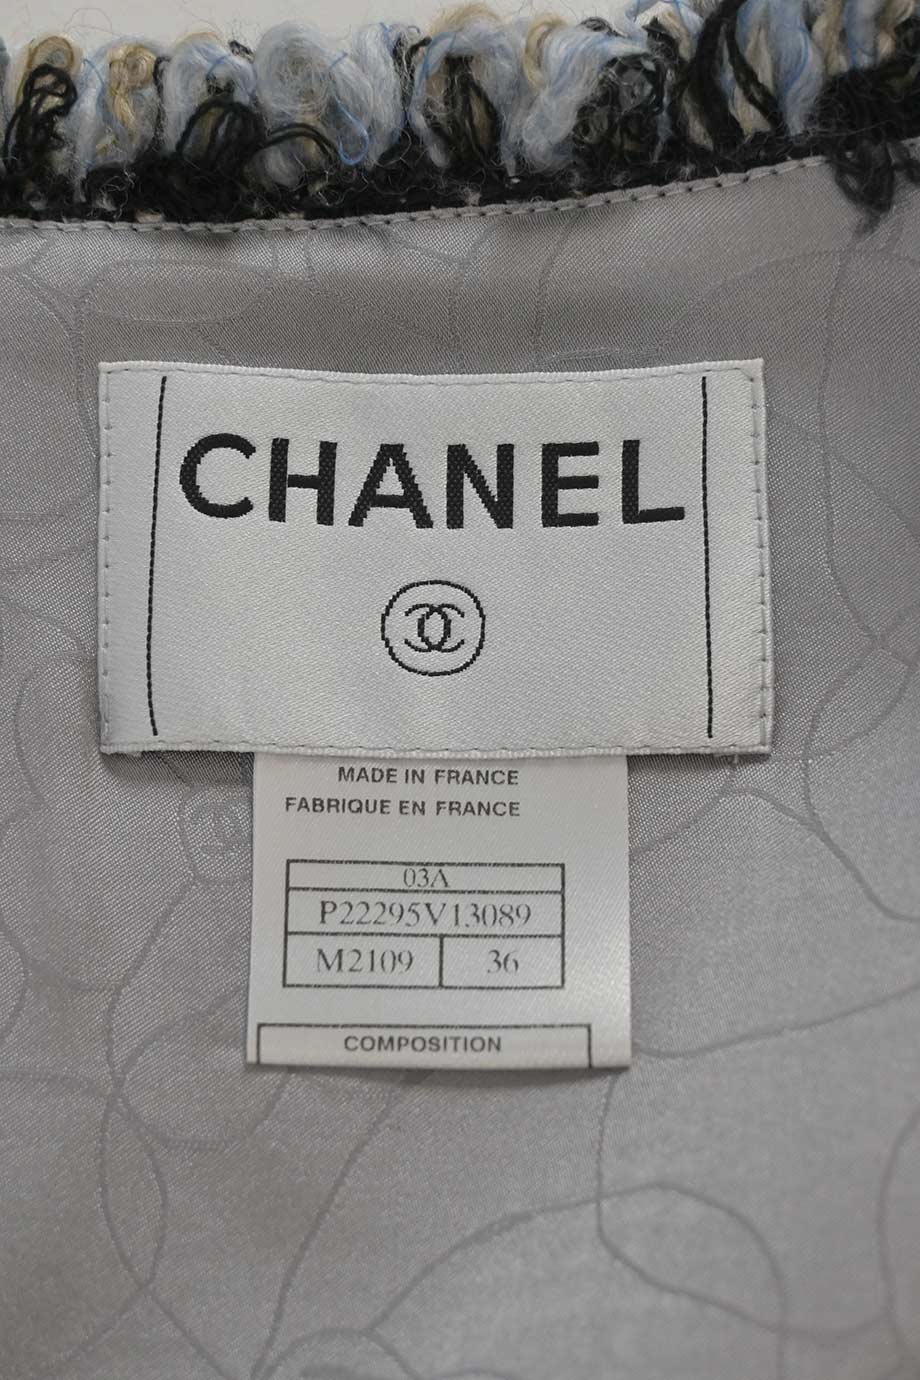 CHANEL
MADE IN FRANCE
FABRIQUE EN FRANCE
03A
P22295V13089
M2109 36
COMPOSITION